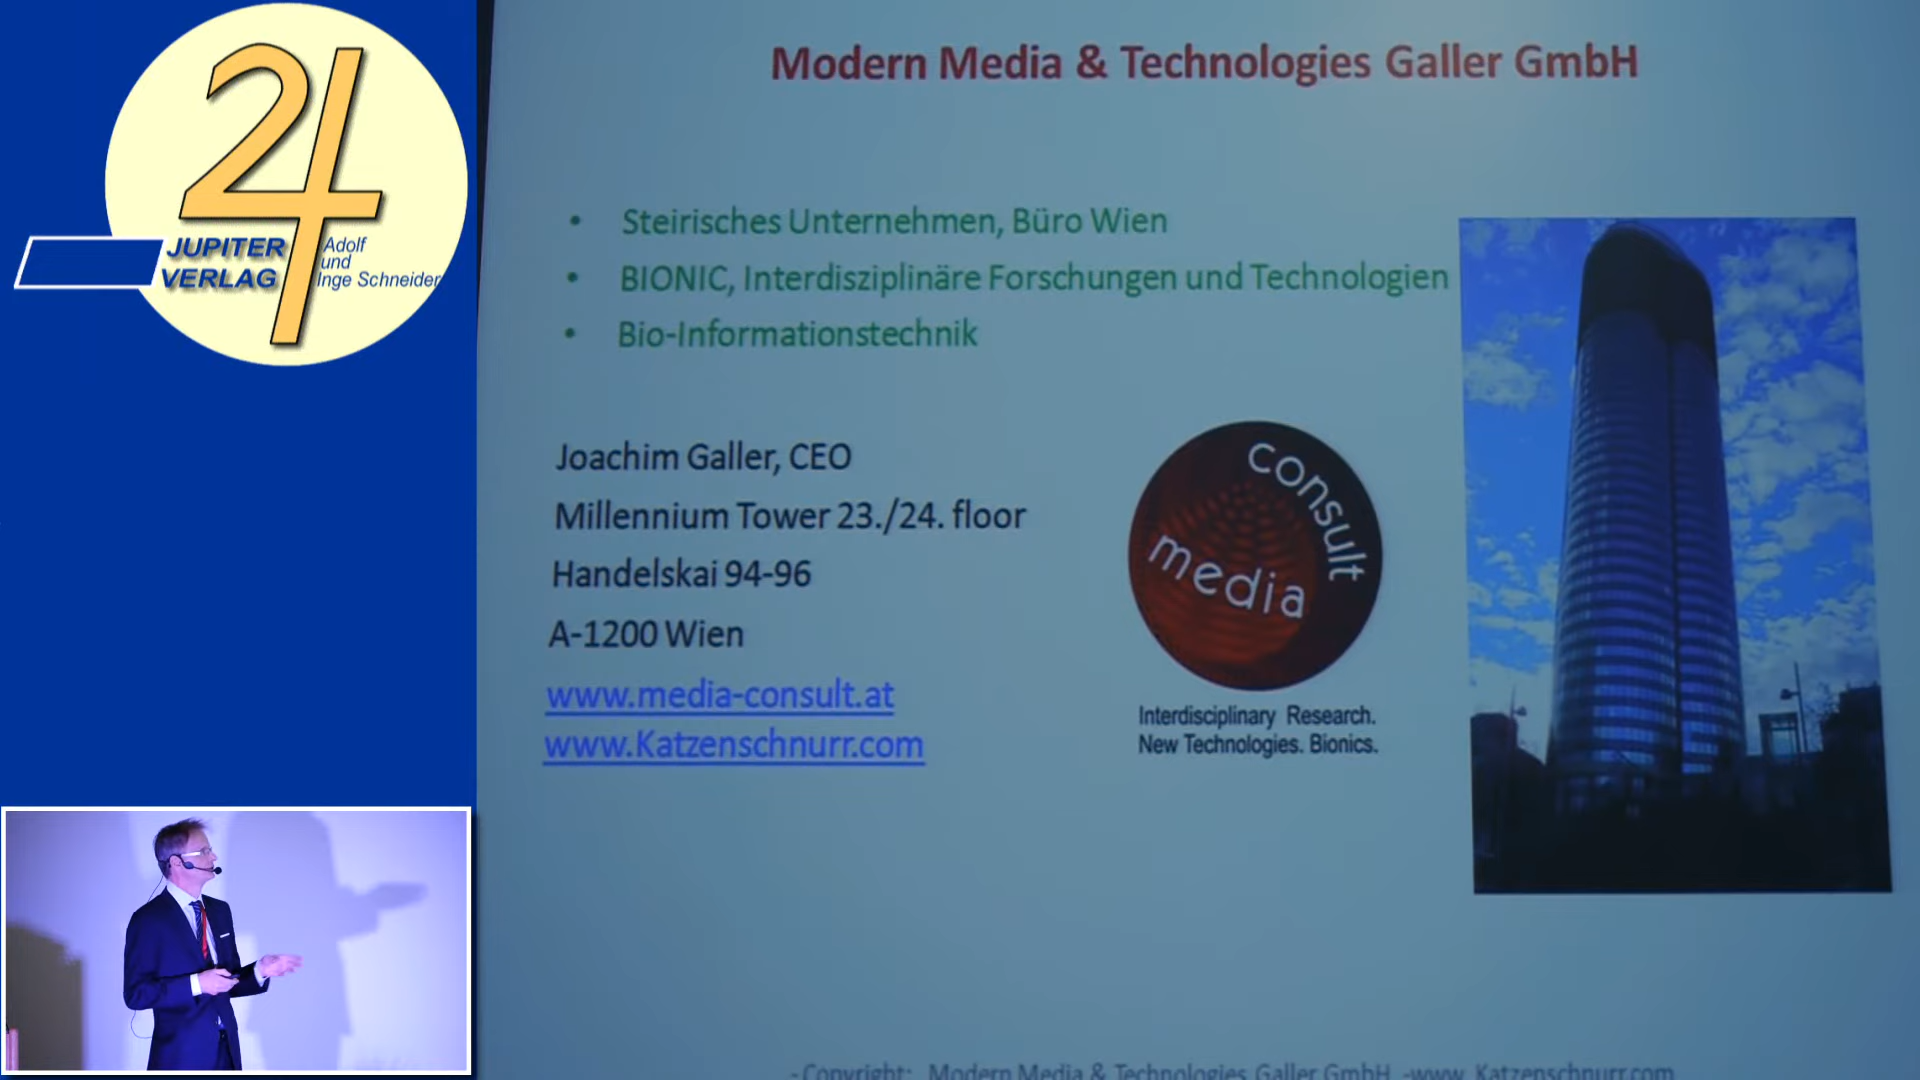 JUPITER
VERLAG
Adolf
und
Inge Schneider
Modern Media & Technologies Galler GmbH
• Steirisches Unternehmen, Büro Wien
• BIONIC, Interdisziplinäre Forschungen und Technologien
• Bio-Informationstechnik
Joachim Galler, CEO
Millennium Tower 23./24. floor
Handelskai 94-96
A-1200 Wien
www.media-consult.at
www.Katzenschnurr.com
consult
media
Interdisciplinary Research.
New Technologies. Bionics.
- Copyright: Modern Media & Technologies Galler GmbH -www.Katzenschnurr.com